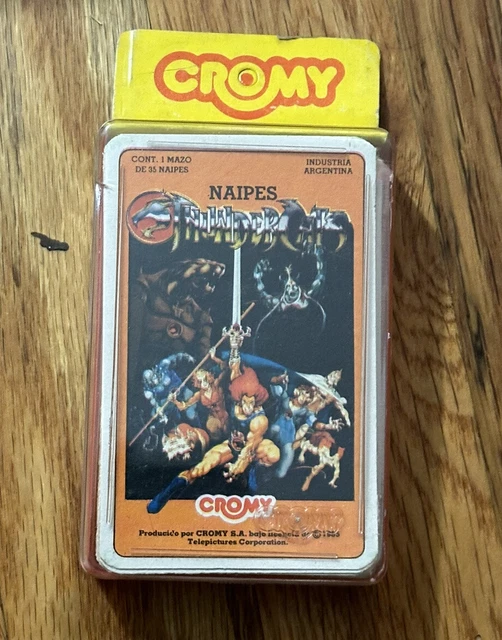 CROMY
CONT. 1 MAZO
DE 35 NAIPES
INDUSTRIA
ARGENTINA
NAIPES
THUNDERCATS
CROMY
CROMY
Producido por CROMY S.A. bajo licencia de ©
Telepictures Corporation.